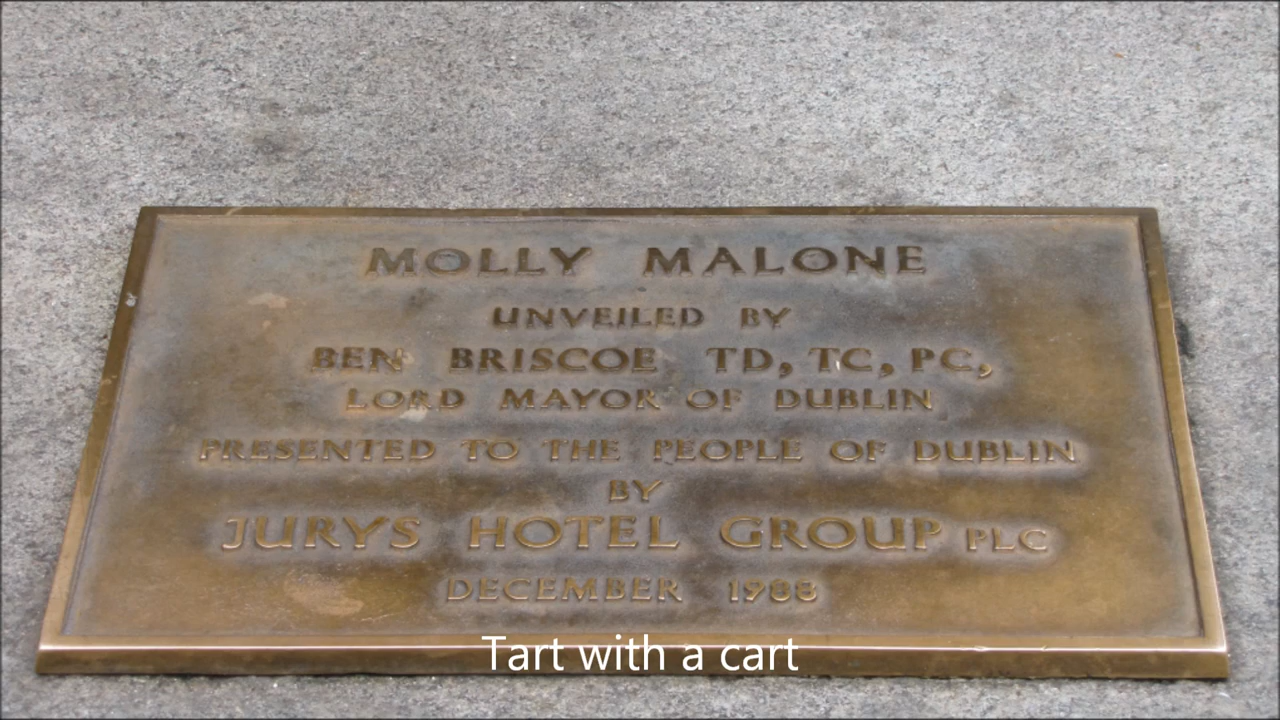 MOLLY MALONE
UNVEILED BY
BEN BRISCOE TD, TC, PC,
LORD MAYOR OF DUBLIN
PRESENTED TO THE PEOPLE OF DUBLIN
BY
JURYS HOTEL GROUP PLC
DECEMBER 1988
Tart with a cart